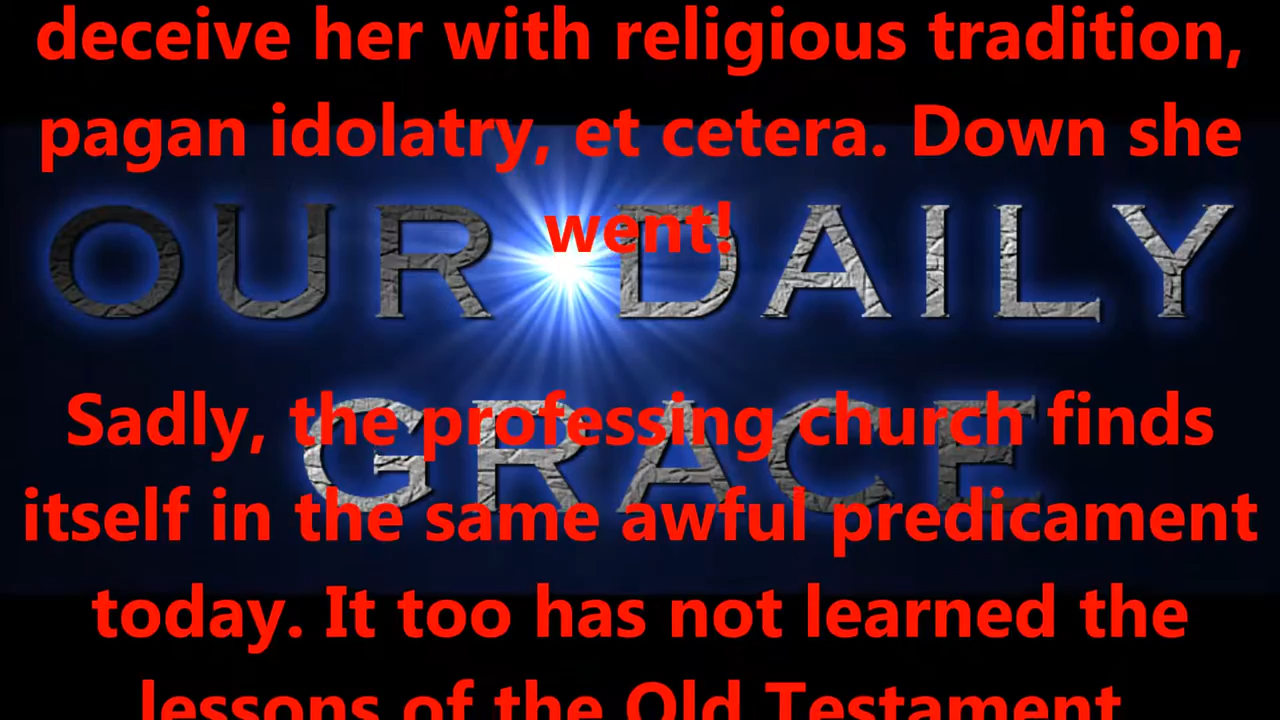 deceive her with religious tradition,
pagan idolatry, et cetera. Down she
went!
OUR DAILY
GRACE
Sadly, the professing church finds
itself in the same awful predicament
today. It too has not learned the
lessons of the Old Testament